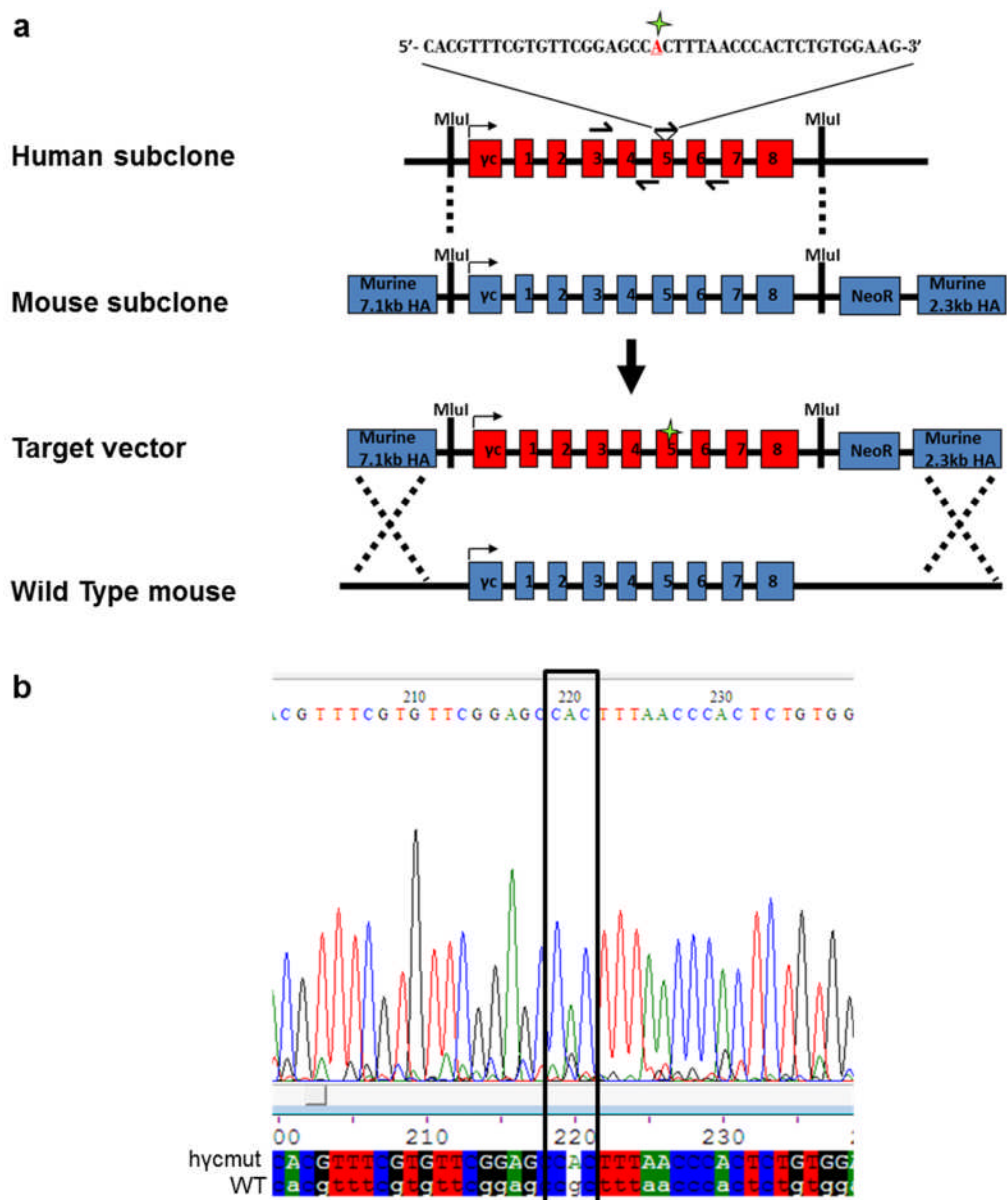 a
5'- CACGTTTCGTGTTCGGAGCCACTTTAACCCACTCTGTGGAAG-3'
Human subclone
MluI
γc 1 2 3 4 5 6 7 8
MluI
Mouse subclone
Murine 7.1kb HA
MluI
γc 1 2 3 4 5 6 7 8
MluI
NeoR
Murine 2.3kb HA
Target vector
Murine 7.1kb HA
MluI
γc 1 2 3 4 5 6 7 8
MluI
NeoR
Murine 2.3kb HA
Wild Type mouse
γc 1 2 3 4 5 6 7 8
b
210 220 230
CGTTTCGTGTTCGGAGCCACTTTAACCCACTCTGTGG
00 210 220 230
hγcmut CACGTTTCGTGTTCGGAGCCACTTTAACCCACTCTGTGGA
WT cacgtttcgtgttcggagccgctttaacccactctgtgga